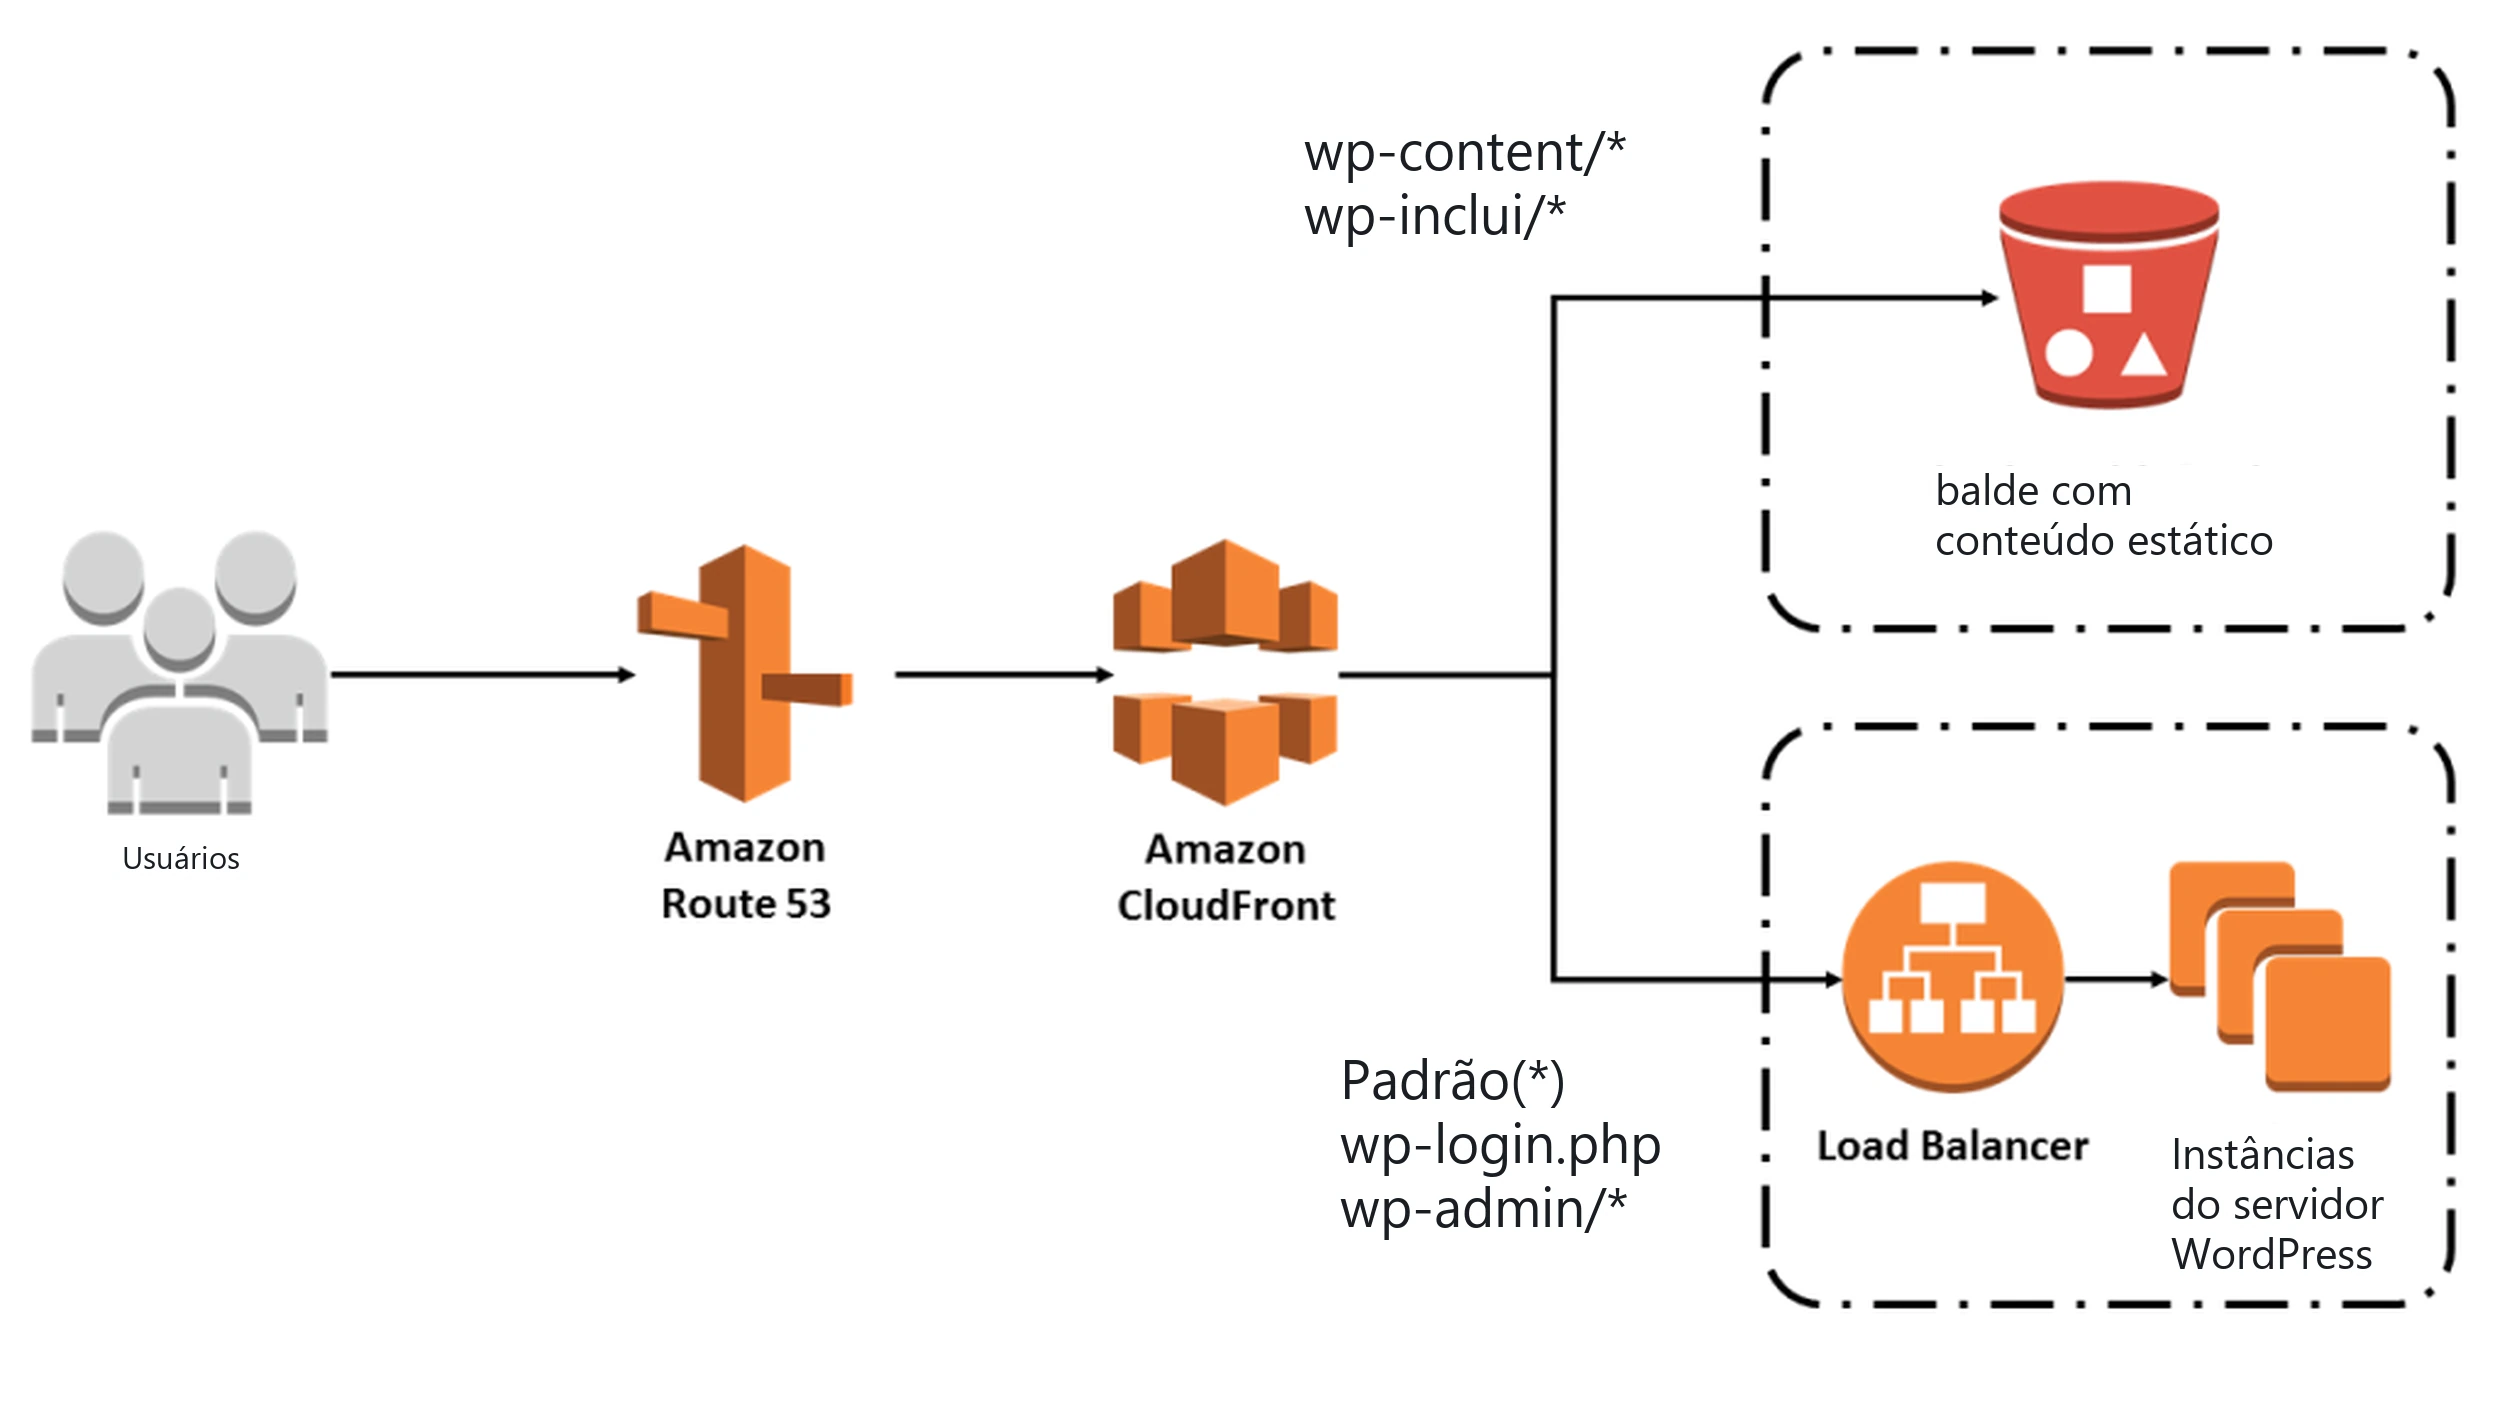 wp-content/*
wp-inclui/*
balde com
conteúdo estático
Usuários
Amazon
Route 53
Amazon
CloudFront
Padrão(*)
wp-login.php
wp-admin/*
Load Balancer
Instâncias
do servidor
WordPress